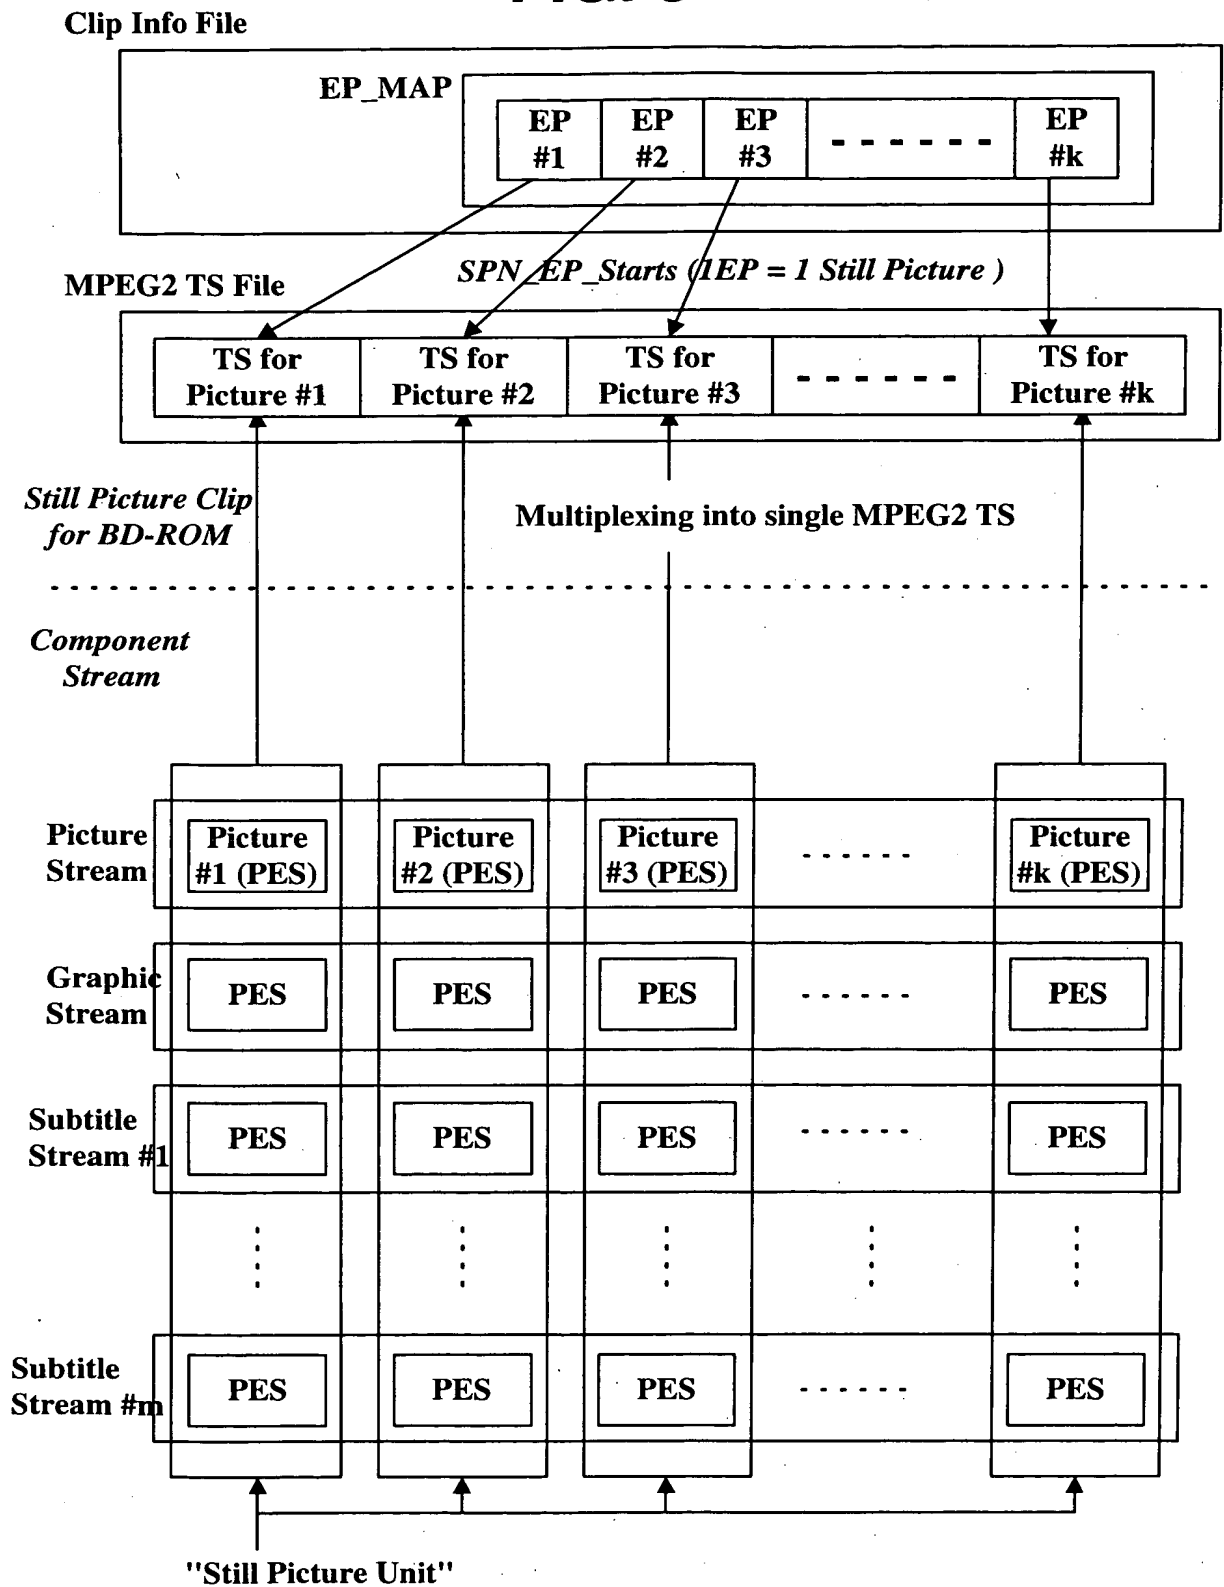 Clip Info File
EP_MAP
EP #1
EP #2
EP #3
EP #k
SPN_EP_Starts (1EP = 1 Still Picture )
MPEG2 TS File
TS for Picture #1
TS for Picture #2
TS for Picture #3
TS for Picture #k
Still Picture Clip
for BD-ROM
Multiplexing into single MPEG2 TS
Component
Stream
Picture
Stream
Picture #1 (PES)
Picture #2 (PES)
Picture #3 (PES)
Picture #k (PES)
Graphic
Stream
PES
PES
PES
PES
Subtitle
Stream #1
PES
PES
PES
PES
Subtitle
Stream #m
PES
PES
PES
PES
"Still Picture Unit"